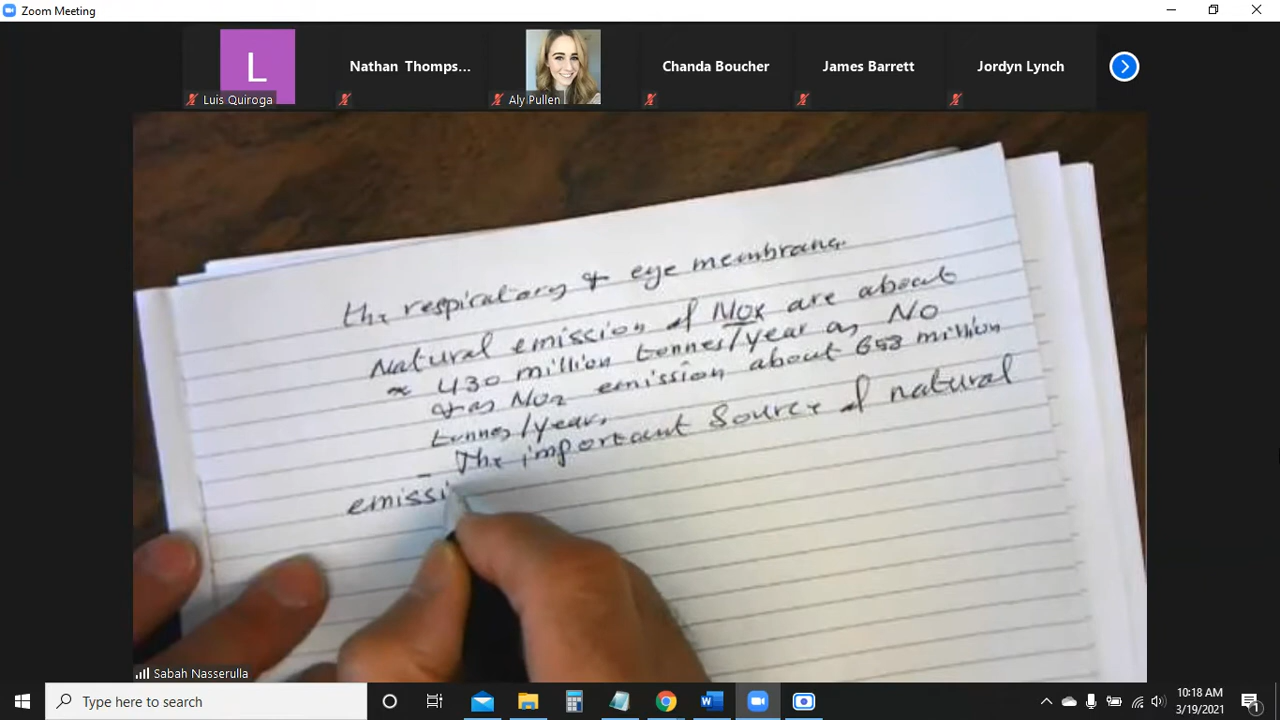 Zoom Meeting
L
Luis Quiroga
Nathan Thomps...
Aly Pullen
Chanda Boucher
James Barrett
Jordyn Lynch
the respiratory & eye membrane.
Natural emission of NOx are about
≈ 430 million tonnes/year as NO
& as NO2 emission about 658 million
tonnes/year.
- The important source of natural
emissi
Sabah Nasserulla
Type here to search
10:18 AM
3/19/2021
1